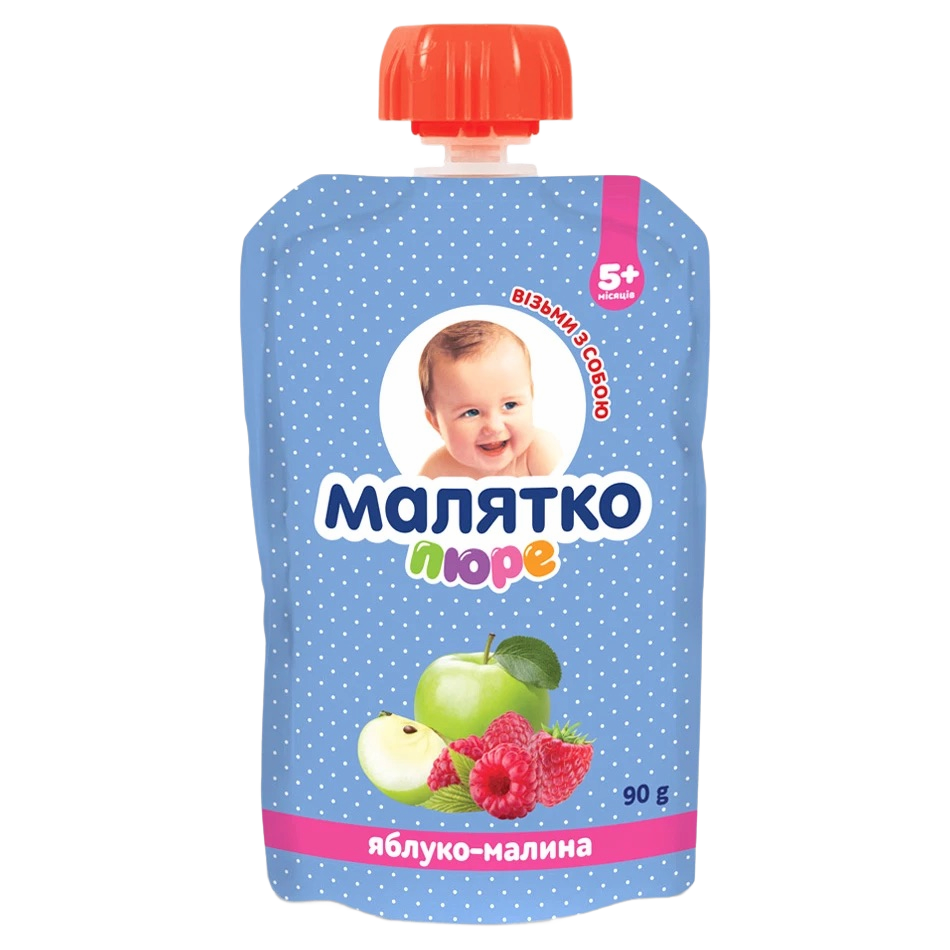 5+
місяців
ВІЗЬМИ З СОБОЮ
МАЛЯТКО
пюре
90 g
яблуко-малина